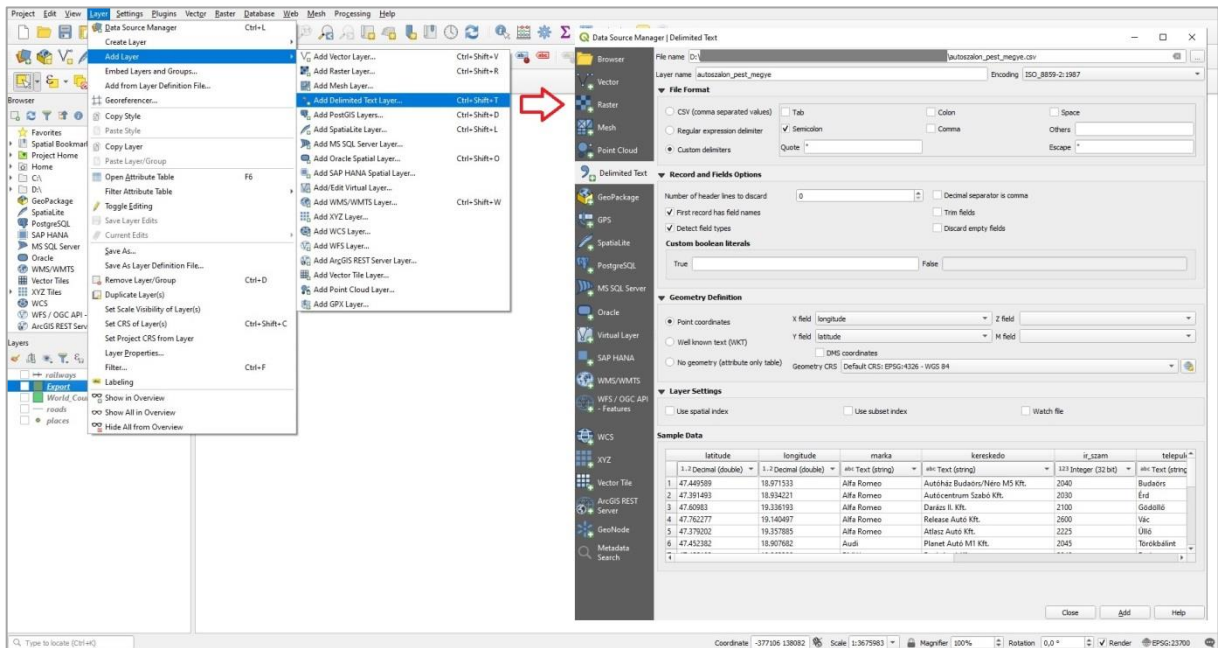 Project Edit View Layer Settings Plugins Vector Raster Database Web Mesh Processing Help
Data Source Manager Ctrl+L
Create Layer
Add Layer
Embed Layers and Groups...
Add from Layer Definition File...
Georeferencer...
Copy Style
Paste Style
Copy Layer
Paste Layer/Group
Open Attribute Table F6
Filter Attribute Table
Toggle Editing
Save Layer Edits
Current Edits
Save As...
Save As Layer Definition File...
Remove Layer/Group Ctrl+D
Duplicate Layer(s)
Set Scale Visibility of Layer(s)
Set CRS of Layer(s) Ctrl+Shift+C
Set Project CRS from Layer
Layer Properties...
Filter... Ctrl+F
Labeling
Show in Overview
Show All in Overview
Hide All from Overview
Add Vector Layer... Ctrl+Shift+V
Add Raster Layer... Ctrl+Shift+R
Add Mesh Layer...
Add Delimited Text Layer... Ctrl+Shift+T
Add PostGIS Layers... Ctrl+Shift+D
Add SpatiaLite Layer... Ctrl+Shift+L
Add MS SQL Server Layer...
Add Oracle Spatial Layer... Ctrl+Shift+O
Add SAP HANA Spatial Layer...
Add/Edit Virtual Layer...
Add WMS/WMTS Layer... Ctrl+Shift+W
Add XYZ Layer...
Add WCS Layer...
Add WFS Layer...
Add ArcGIS REST Server Layer...
Add Vector Tile Layer...
Add Point Cloud Layer...
Add GPX Layer...
Browser
Favorites
Spatial Bookmar
Project Home
Home
C:\
D:\
GeoPackage
SpatiaLite
PostgreSQL
SAP HANA
MS SQL Server
Oracle
WMS/WMTS
Vector Tiles
XYZ Tiles
WCS
WFS / OGC API -
ArcGIS REST Serv
Layers
railways
Export
World_Cou
roads
places
Data Source Manager | Delimited Text
Browser
Vector
Raster
Mesh
Point Cloud
Delimited Text
GeoPackage
GPS
SpatiaLite
PostgreSQL
MS SQL Server
Oracle
Virtual Layer
SAP HANA
WMS/WMTS
WFS / OGC API
- Features
WCS
XYZ
Vector Tile
ArcGIS REST
Server
GeoNode
Metadata
Search
File name D:\ \autoszalon_pest_megye.csv ...
Layer name autoszalon_pest_megye Encoding ISO_8859-2:1987
File Format
CSV (comma separated values) Tab Colon Space
Regular expression delimiter Semicolon Comma Others
Custom delimiters Quote " Escape "
Record and Fields Options
Number of header lines to discard 0 Decimal separator is comma
First record has field names Trim fields
Detect field types Discard empty fields
Custom boolean literals
True False
Geometry Definition
Point coordinates X field longitude Z field
Well known text (WKT) Y field latitude M field
DMS coordinates
No geometry (attribute only table) Geometry CRS Default CRS: EPSG:4326 - WGS 84
Layer Settings
Use spatial index Use subset index Watch file
Sample Data
latitude longitude marka kereskedo ir_szam telepul
1.2 Decimal (double) 1.2 Decimal (double) abc Text (string) abc Text (string) 123 Integer (32 bit) abc Text (string
1 47.449589 18.971533 Alfa Romeo Autóház Budaörs/Néro M5 Kft. 2040 Budaörs
2 47.391493 18.934221 Alfa Romeo Autócentrum Szabó Kft. 2030 Érd
3 47.60983 19.336193 Alfa Romeo Darázs II. Kft. 2100 Gödöllő
4 47.762277 19.140497 Alfa Romeo Release Autó Kft. 2600 Vác
5 47.379202 19.357885 Alfa Romeo Atlasz Autó Kft. 2225 Üllő
6 47.452382 18.907682 Audi Planet Autó M1 Kft. 2045 Törökbálint
Close Add Help
Type to locate (Ctrl+K) Coordinate -377106 138082 Scale 1:3675983 Magnifier 100% Rotation 0,0 ° Render EPSG:23700